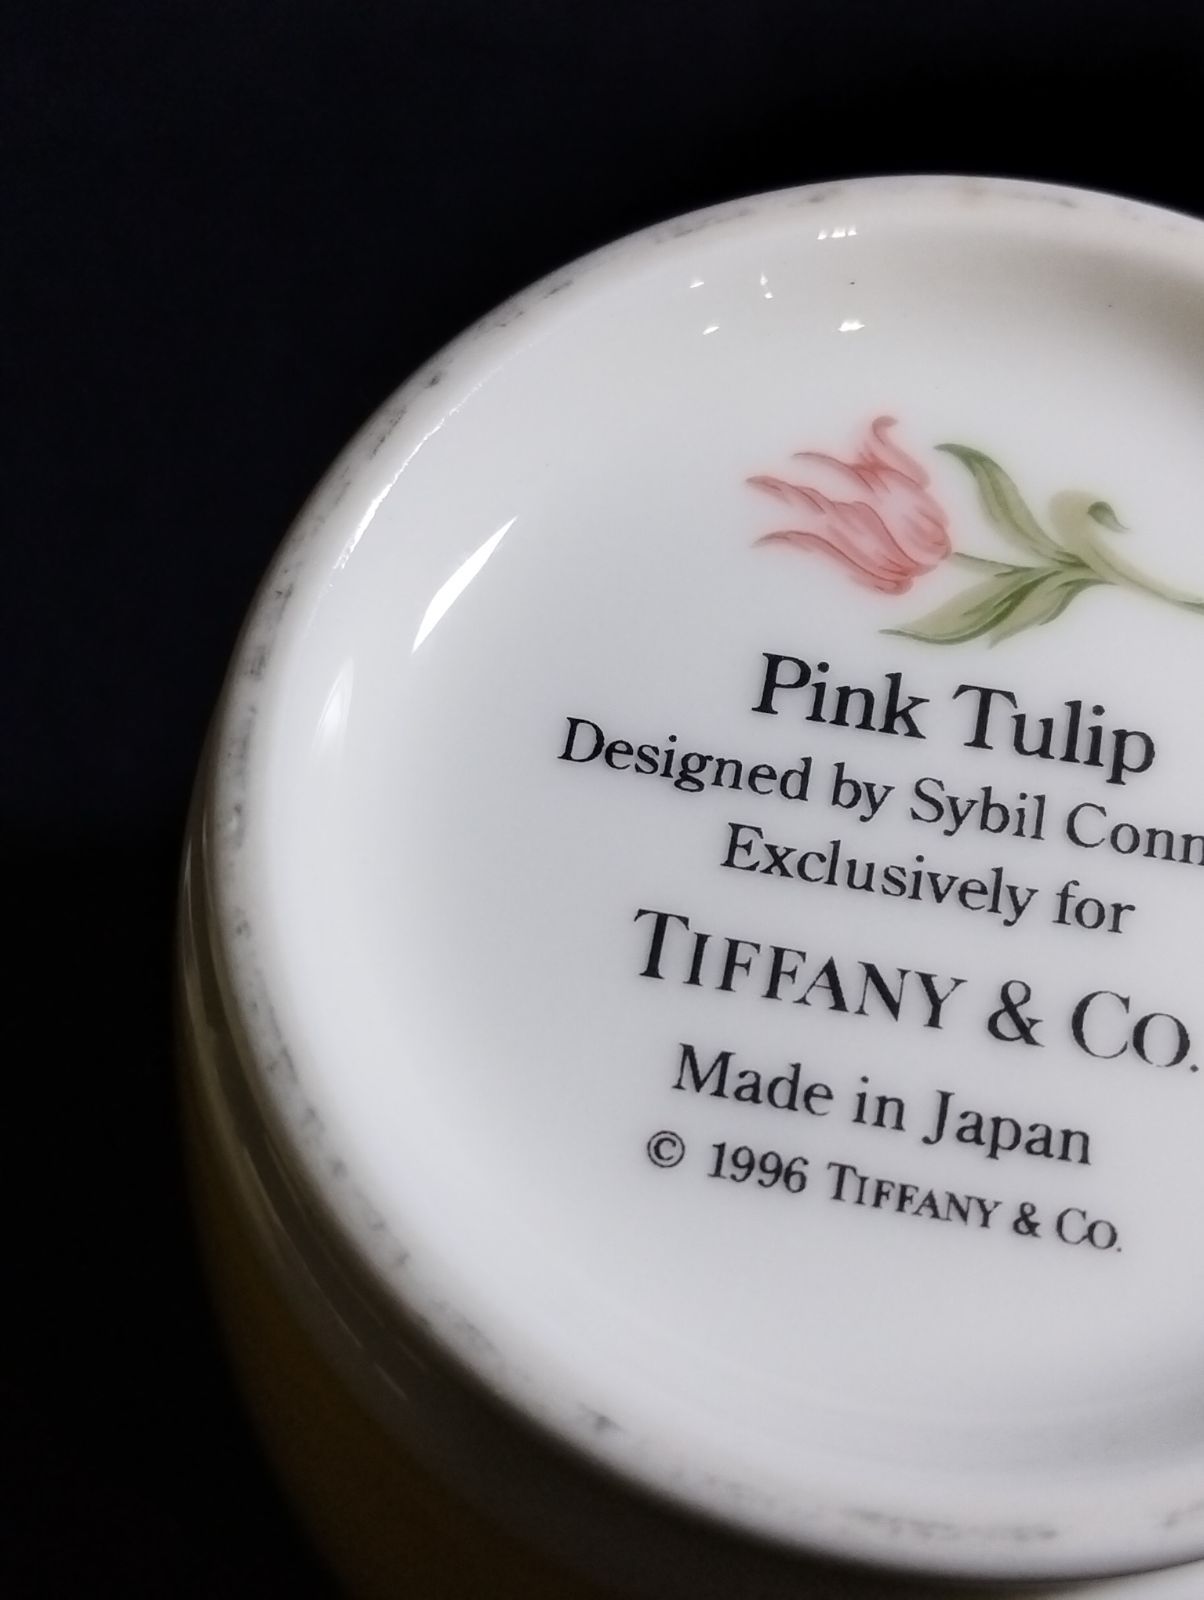 Pink Tulip
Designed by Sybil Conn
Exclusively for
TIFFANY & CO.
Made in Japan
© 1996 TIFFANY & CO.